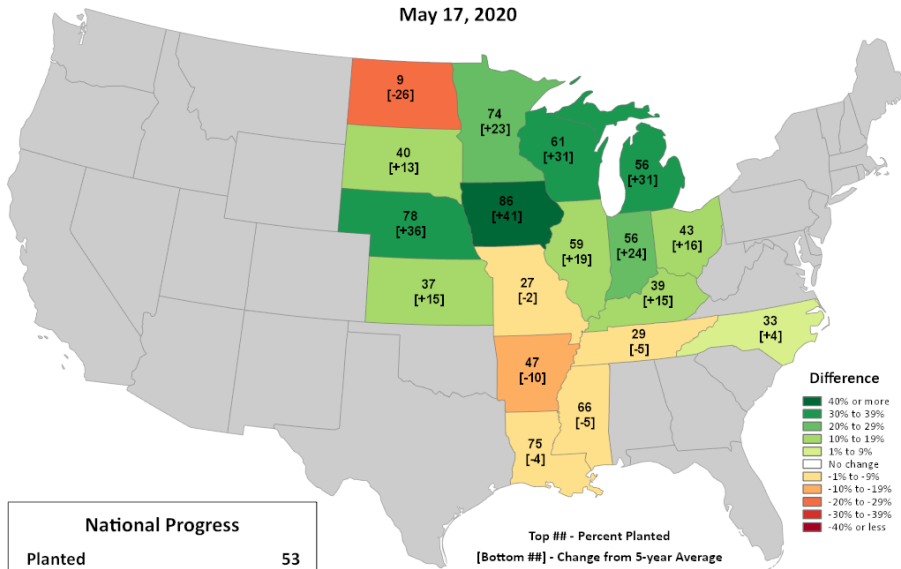 May 17, 2020
9
[-26]
74
[+23]
61
[+31]
56
[+31]
40
[+13]
86
[+41]
78
[+36]
59
[+19]
56
[+24]
43
[+16]
37
[+15]
27
[-2]
39
[+15]
29
[-5]
33
[+4]
47
[-10]
66
[-5]
75
[-4]
Difference
40% or more
30% to 39%
20% to 29%
10% to 19%
1% to 9%
No change
-1% to -9%
-10% to -19%
-20% to -29%
-30% to -39%
-40% or less
National Progress
Planted 53
Top ## - Percent Planted
[Bottom ##] - Change from 5-year Average